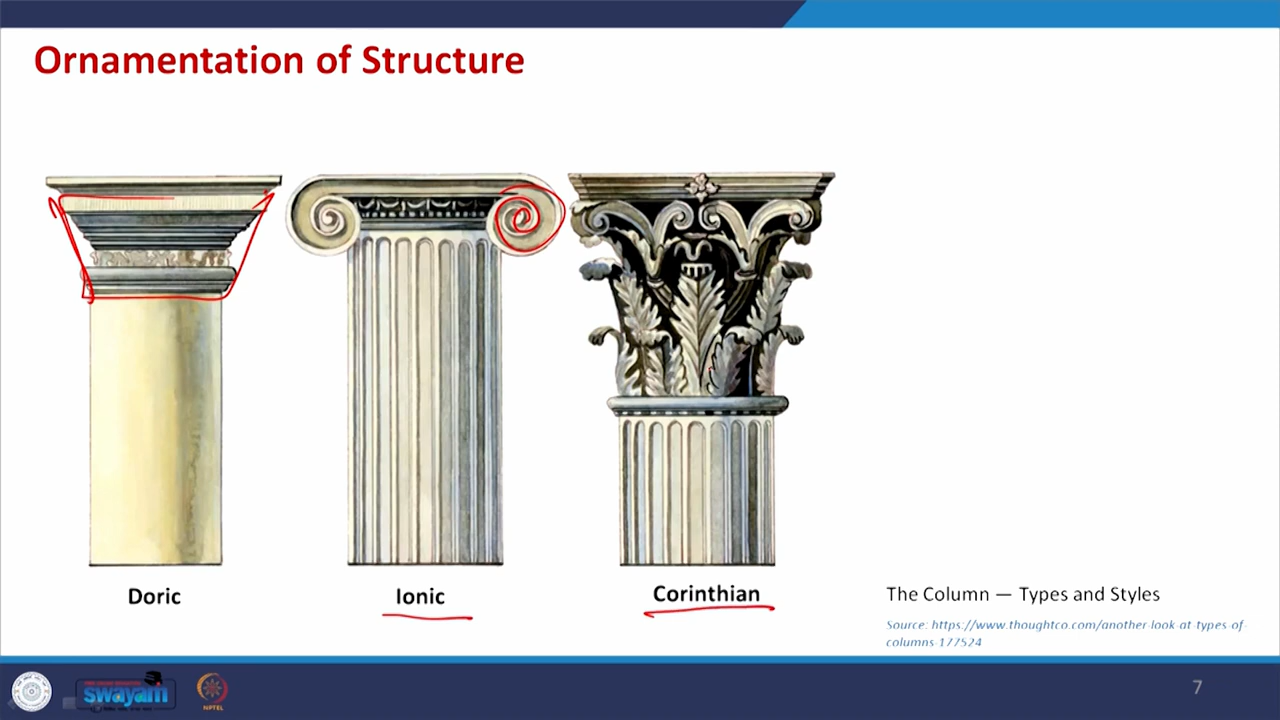 Ornamentation of Structure
Doric
Ionic
Corinthian
The Column — Types and Styles
Source: https://www.thoughtco.com/another-look-at-types-of-
columns-177524
swayam
NPTEL
7